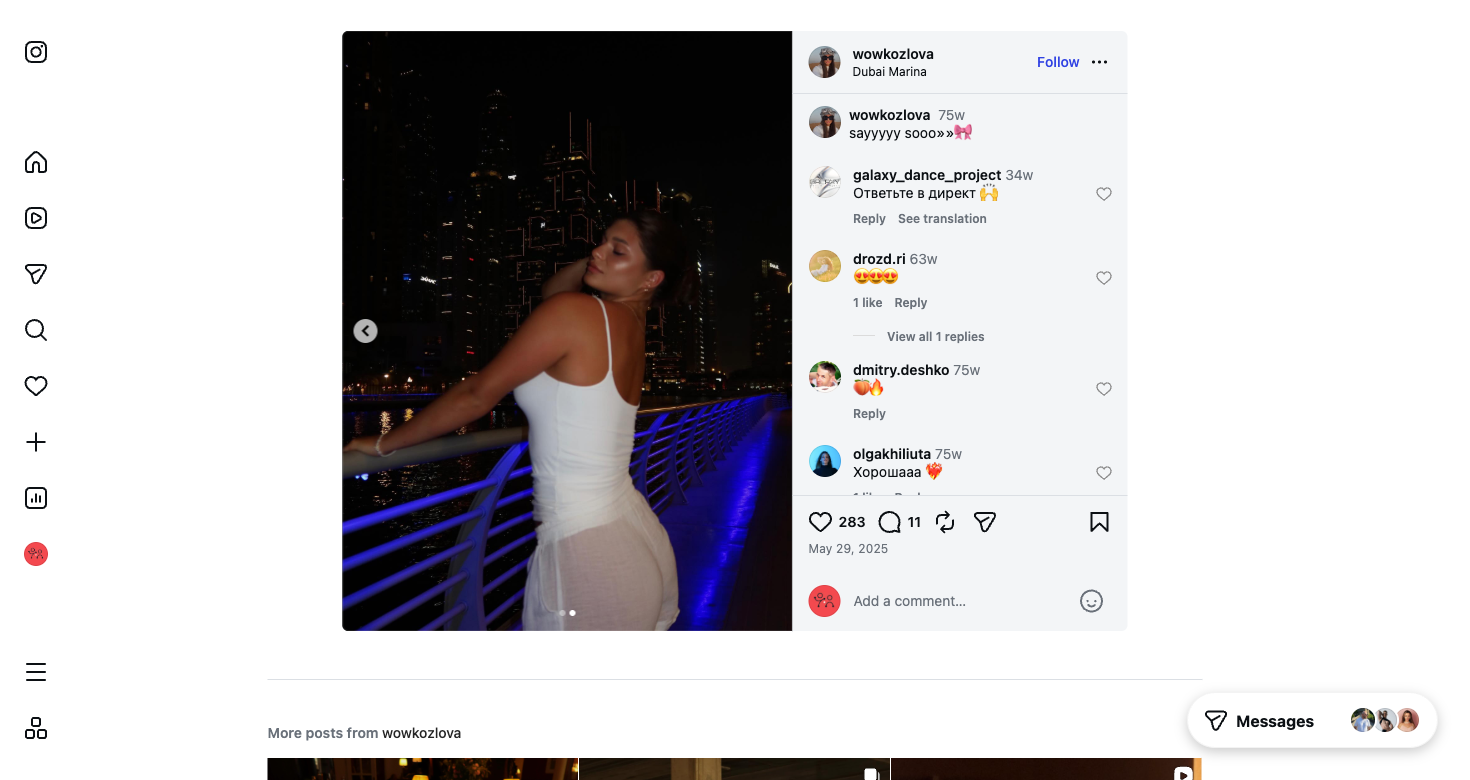 wowkozlova
Dubai Marina
Follow
wowkozlova 75w
sayyyyy sooo»»🎀
galaxy_dance_project 34w
Ответьте в директ 🙌
Reply See translation
drozd.ri 63w
😍😍😍
1 like Reply
View all 1 replies
dmitry.deshko 75w
🍑🔥
Reply
olgakhiliuta 75w
Хорошааа ❤️‍🔥
283 11
May 29, 2025
Add a comment...
Messages
More posts from wowkozlova